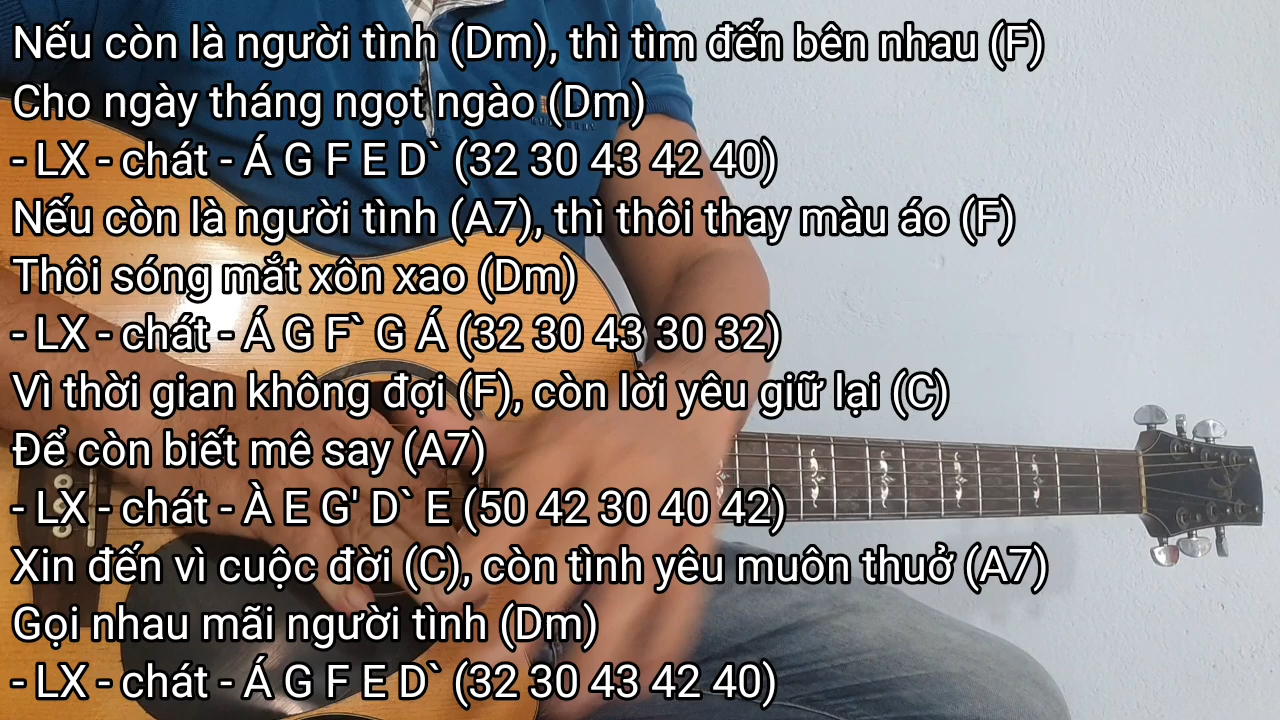 Nếu còn là người tình (Dm), thì tìm đến bên nhau (F)
Cho ngày tháng ngọt ngào (Dm)
- LX - chát - Á G F E D` (32 30 43 42 40)
Nếu còn là người tình (A7), thì thôi thay màu áo (F)
Thôi sóng mắt xôn xao (Dm)
- LX - chát - Á G F` G Á (32 30 43 30 32)
Vì thời gian không đợi (F), còn lời yêu giữ lại (C)
Để còn biết mê say (A7)
- LX - chát - À E G' D` E (50 42 30 40 42)
Xin đến vì cuộc đời (C), còn tình yêu muôn thuở (A7)
Gọi nhau mãi người tình (Dm)
- LX - chát - Á G F E D` (32 30 43 42 40)